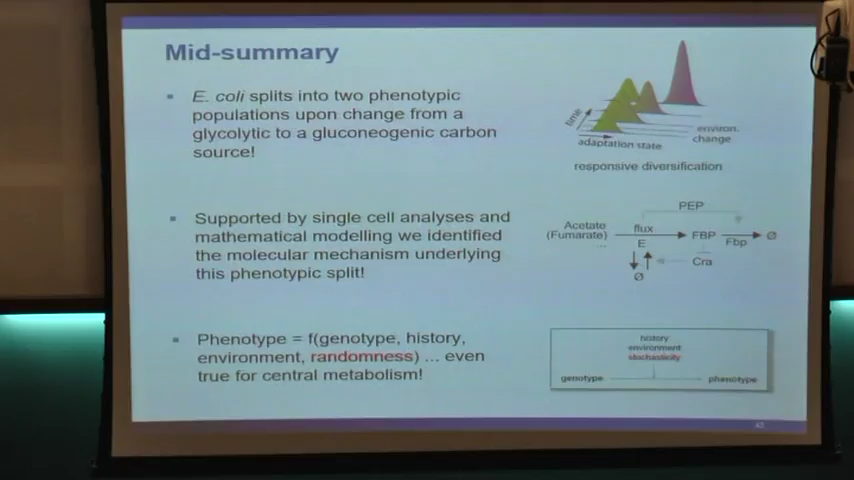 Mid-summary
E. coli splits into two phenotypic
populations upon change from a
glycolytic to a gluconeogenic carbon
source!
time
environ.
change
adaptation state
responsive diversification
Supported by single cell analyses and
mathematical modelling we identified
the molecular mechanism underlying
this phenotypic split!
PEP
Acetate
(Fumarate)
flux
FBP
Ø
E
Fbp
Cra
Ø
Phenotype = f(genotype, history,
environment, randomness) ... even
true for central metabolism!
history
environment
stochasticity
genotype
phenotype